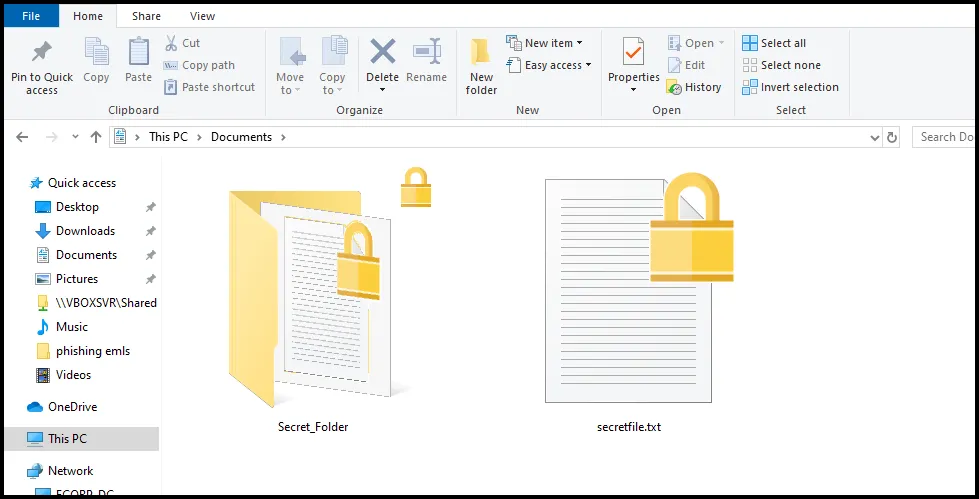 File Home Share View
Pin to Quick access
Copy
Paste
Cut
Copy path
Paste shortcut
Clipboard
Move to
Copy to
Delete
Rename
Organize
New folder
New item
Easy access
New
Properties
Open
Edit
History
Open
Select all
Select none
Invert selection
Select
This PC > Documents >
Search Do
Quick access
Desktop
Downloads
Documents
Pictures
\\VBOXSVR\Shared
Music
phishing emls
Videos
OneDrive
This PC
Network
Secret_Folder
secretfile.txt